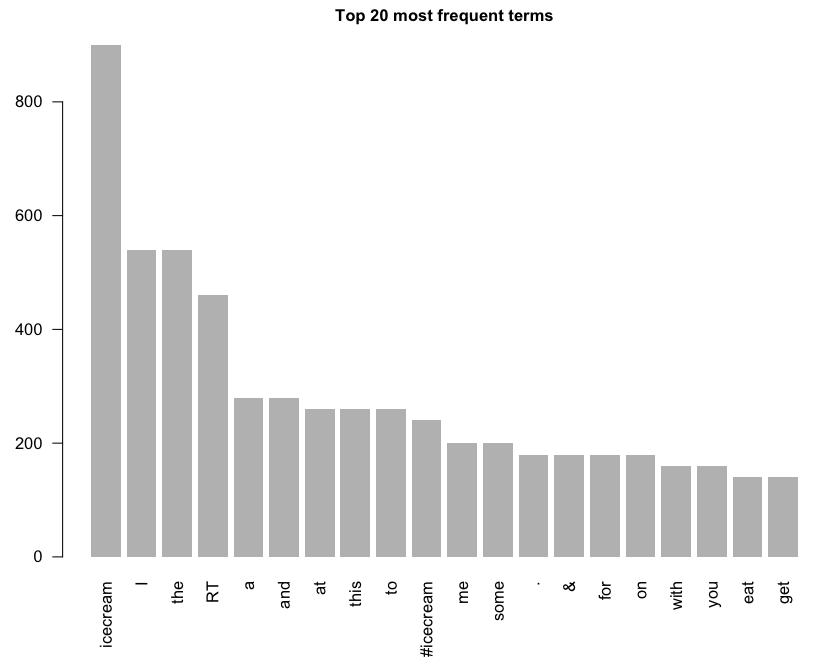 Top 20 most frequent terms
800
600
400
200
0
icecream
I
the
RT
a
and
at
this
to
#icecream
me
some
.
&
for
on
with
you
eat
get